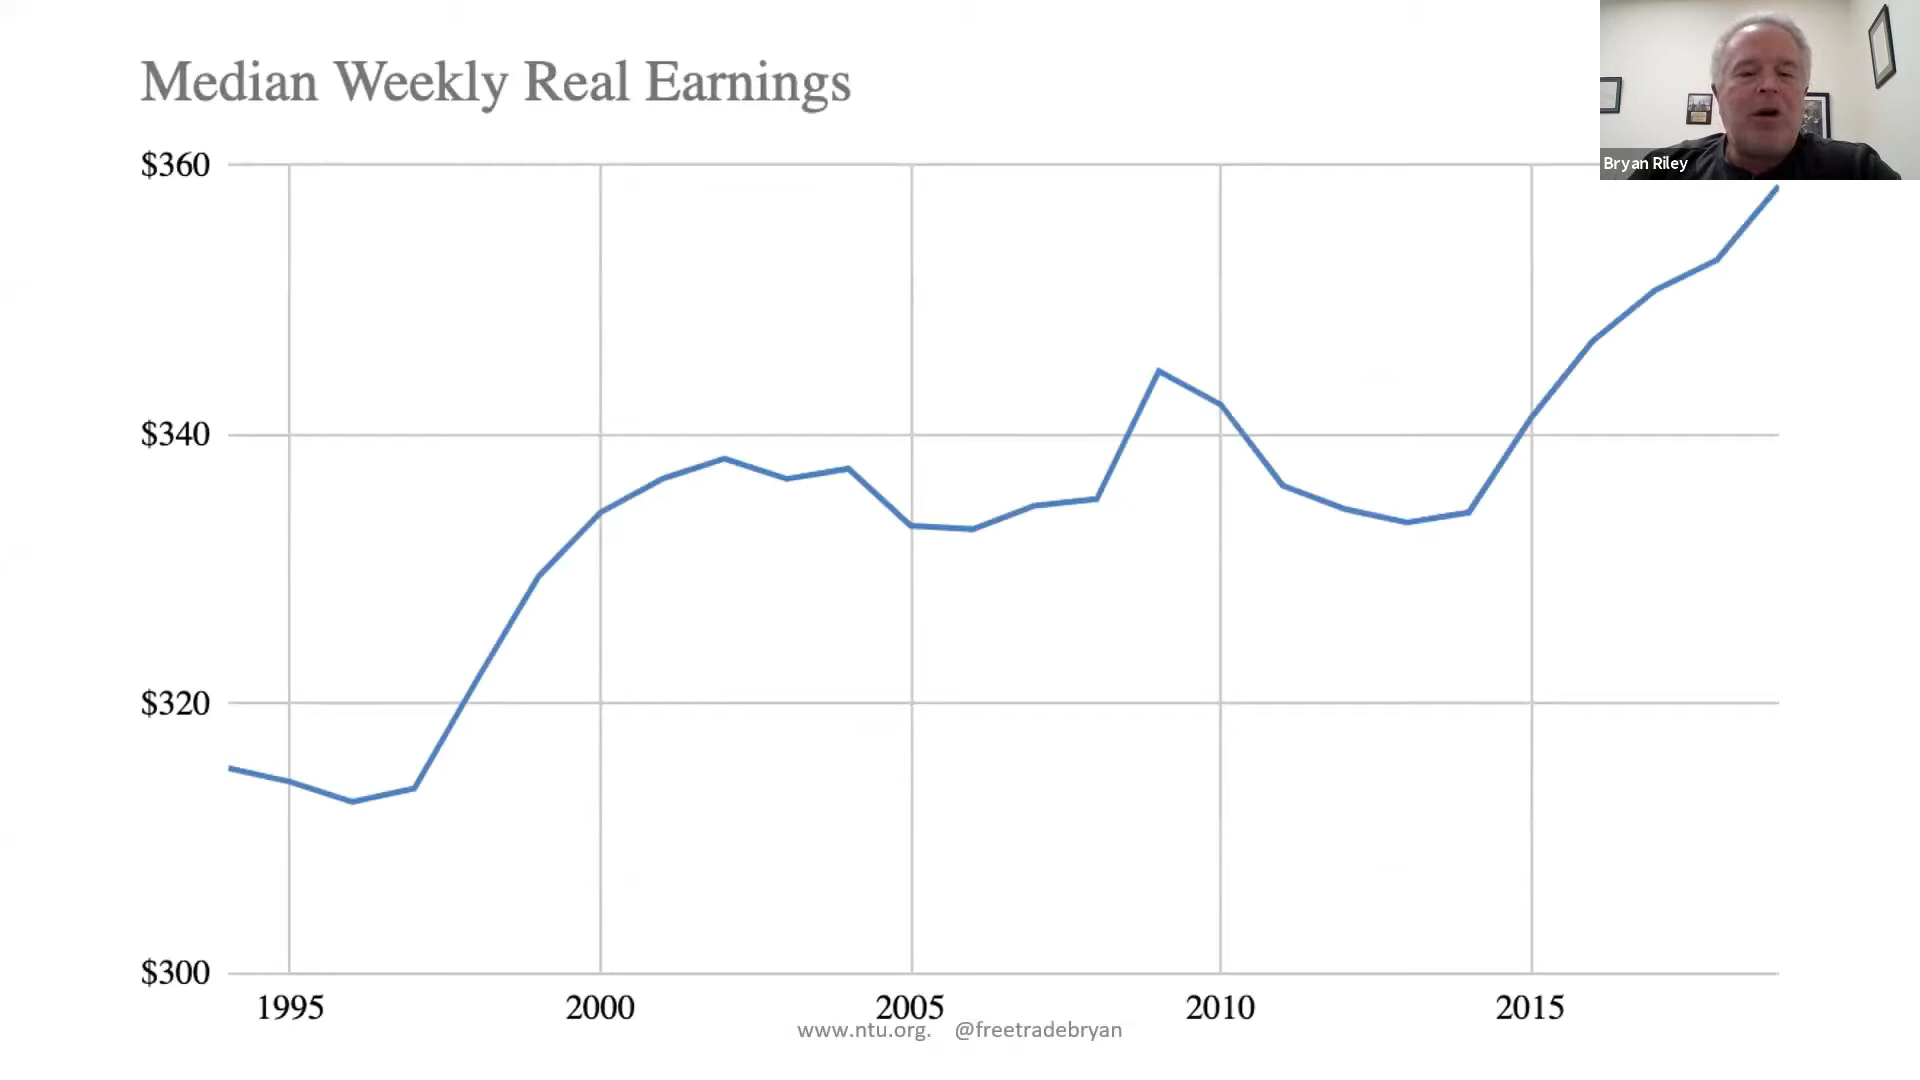 Median Weekly Real Earnings
Bryan Riley
$360
$340
$320
$300
1995 2000 2005 2010 2015
www.ntu.org. @freetradebryan